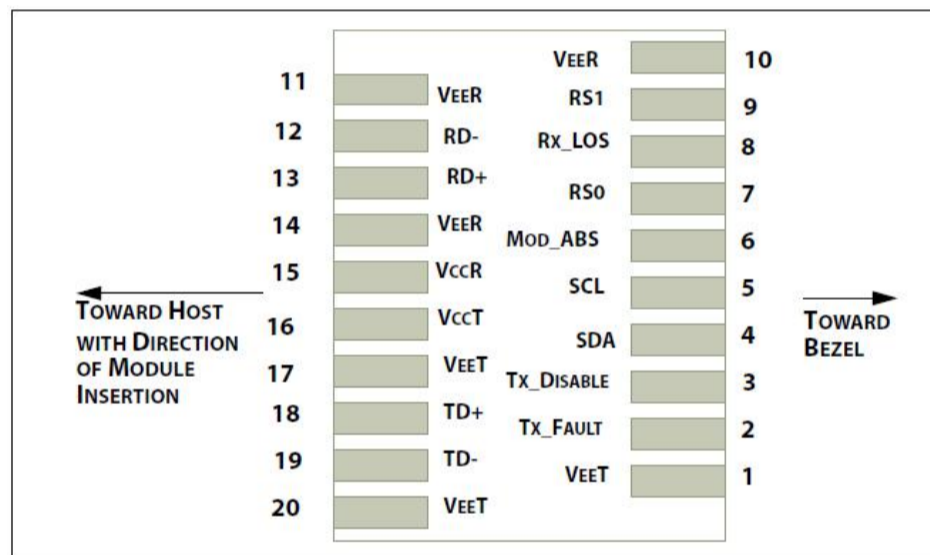 11 VEER
12 RD-
13 RD+
14 VEER
15 VCCR
16 VCCT
17 VEET
18 TD+
19 TD-
20 VEET
VEER 10
RS1 9
RX_LOS 8
RS0 7
MOD_ABS 6
SCL 5
SDA 4
TX_DISABLE 3
TX_FAULT 2
VEET 1
TOWARD HOST
WITH DIRECTION
OF MODULE
INSERTION
TOWARD
BEZEL